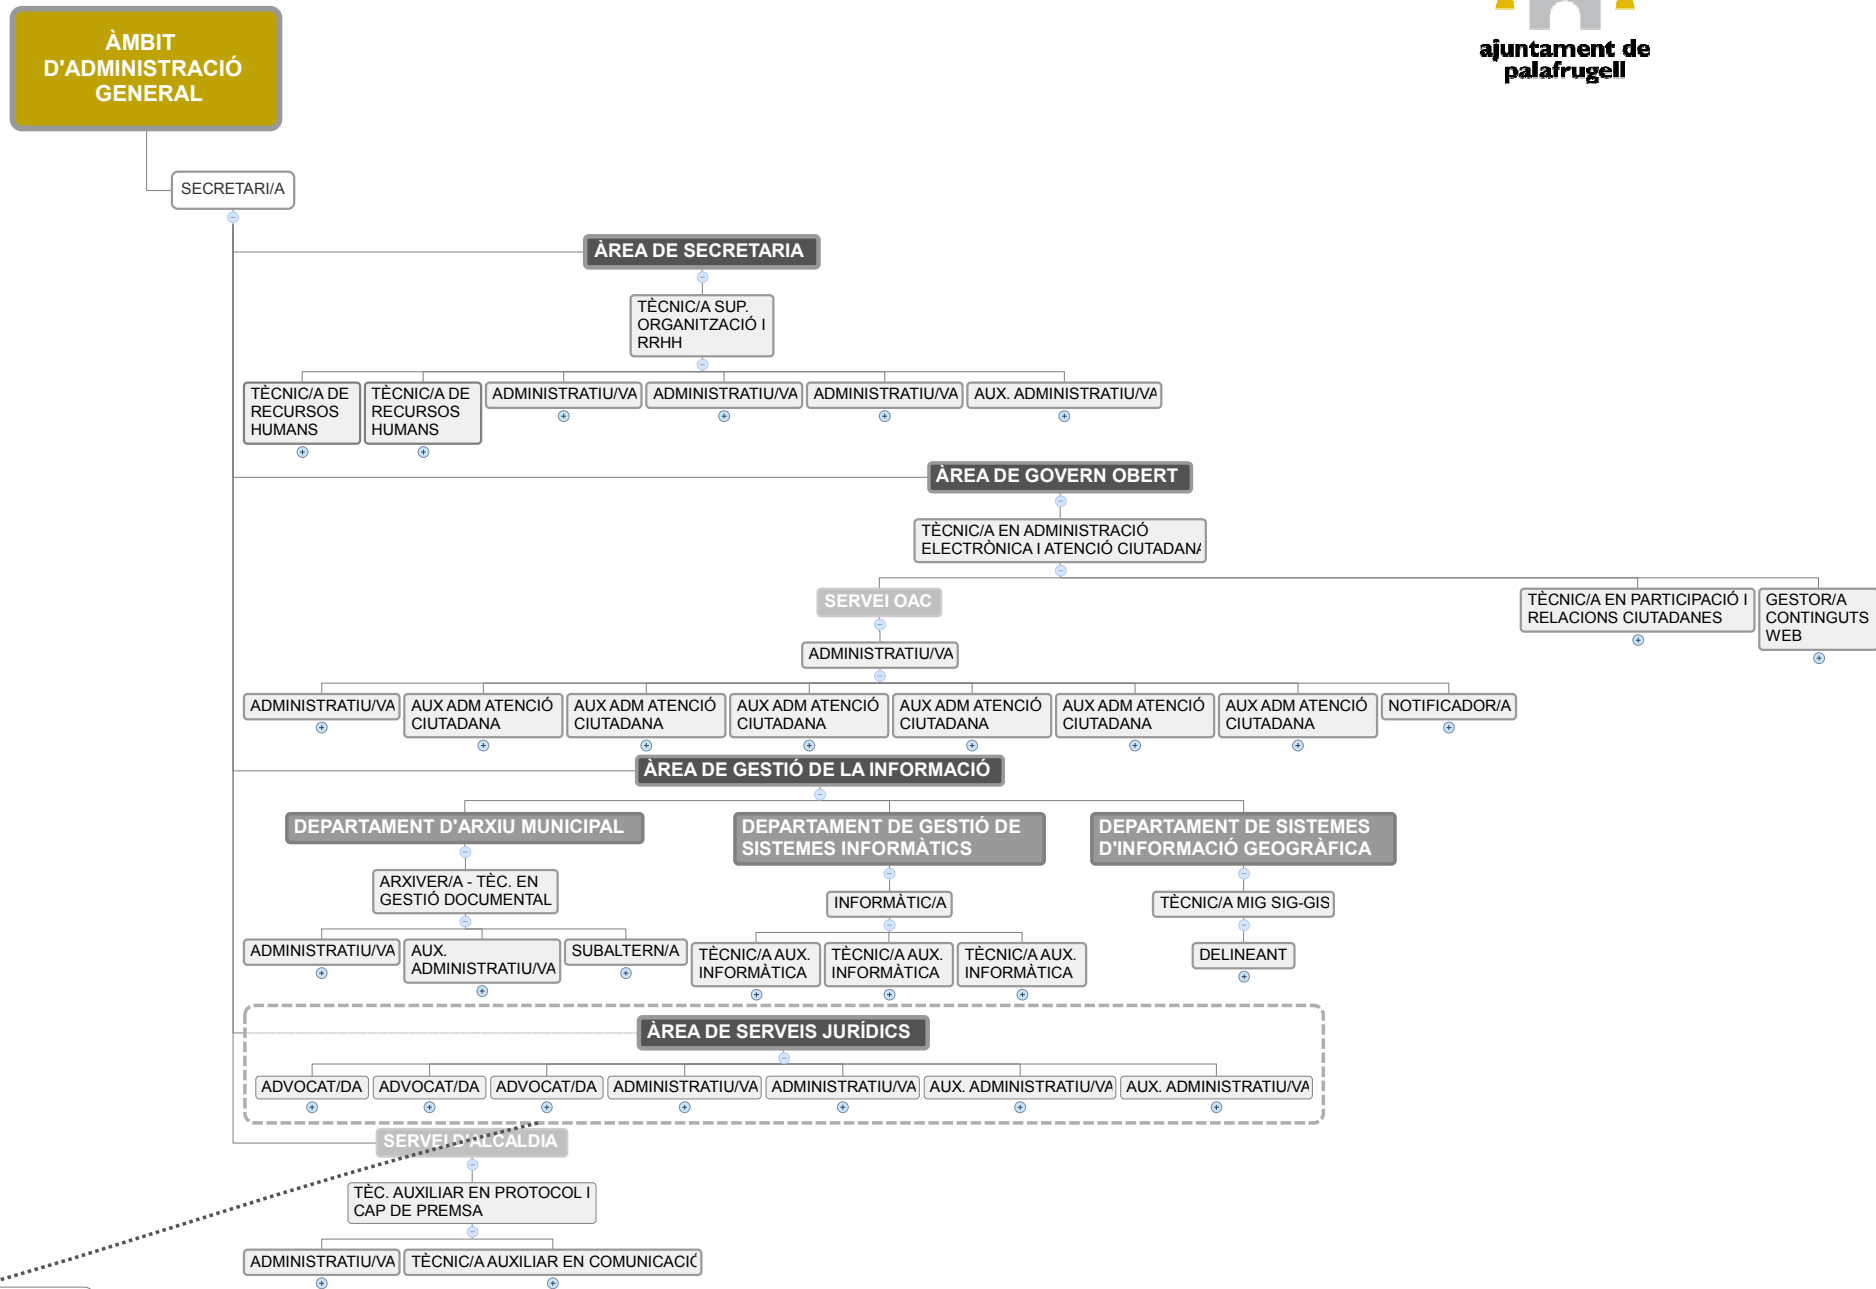 ÀMBIT
D'ADMINISTRACIÓ
GENERAL
ajuntament de
palafrugell
SECRETARI/A
ÀREA DE SECRETARIA
TÈCNIC/A SUP.
ORGANITZACIÓ I
RRHH
TÈCNIC/A DE
RECURSOS
HUMANS
TÈCNIC/A DE
RECURSOS
HUMANS
ADMINISTRATIU/VA
ADMINISTRATIU/VA
ADMINISTRATIU/VA
AUX. ADMINISTRATIU/VA
ÀREA DE GOVERN OBERT
TÈCNIC/A EN ADMINISTRACIÓ
ELECTRÒNICA I ATENCIÓ CIUTADANA
SERVEI OAC
TÈCNIC/A EN PARTICIPACIÓ I
RELACIONS CIUTADANES
GESTOR/A
CONTINGUTS
WEB
ADMINISTRATIU/VA
ADMINISTRATIU/VA
AUX ADM ATENCIÓ
CIUTADANA
AUX ADM ATENCIÓ
CIUTADANA
AUX ADM ATENCIÓ
CIUTADANA
AUX ADM ATENCIÓ
CIUTADANA
AUX ADM ATENCIÓ
CIUTADANA
AUX ADM ATENCIÓ
CIUTADANA
NOTIFICADOR/A
ÀREA DE GESTIÓ DE LA INFORMACIÓ
DEPARTAMENT D'ARXIU MUNICIPAL
DEPARTAMENT DE GESTIÓ DE
SISTEMES INFORMÀTICS
DEPARTAMENT DE SISTEMES
D'INFORMACIÓ GEOGRÀFICA
ARXIVER/A - TÈC. EN
GESTIÓ DOCUMENTAL
INFORMÀTIC/A
TÈCNIC/A MIG SIG-GIS
ADMINISTRATIU/VA
AUX.
ADMINISTRATIU/VA
SUBALTERN/A
TÈCNIC/A AUX.
INFORMÀTICA
TÈCNIC/A AUX.
INFORMÀTICA
TÈCNIC/A AUX.
INFORMÀTICA
DELINEANT
ÀREA DE SERVEIS JURÍDICS
ADVOCAT/DA
ADVOCAT/DA
ADVOCAT/DA
ADMINISTRATIU/VA
ADMINISTRATIU/VA
AUX. ADMINISTRATIU/VA
AUX. ADMINISTRATIU/VA
SERVEI D'ALCALDIA
TÈC. AUXILIAR EN PROTOCOL I
CAP DE PREMSA
ADMINISTRATIU/VA
TÈCNIC/A AUXILIAR EN COMUNICACIÓ